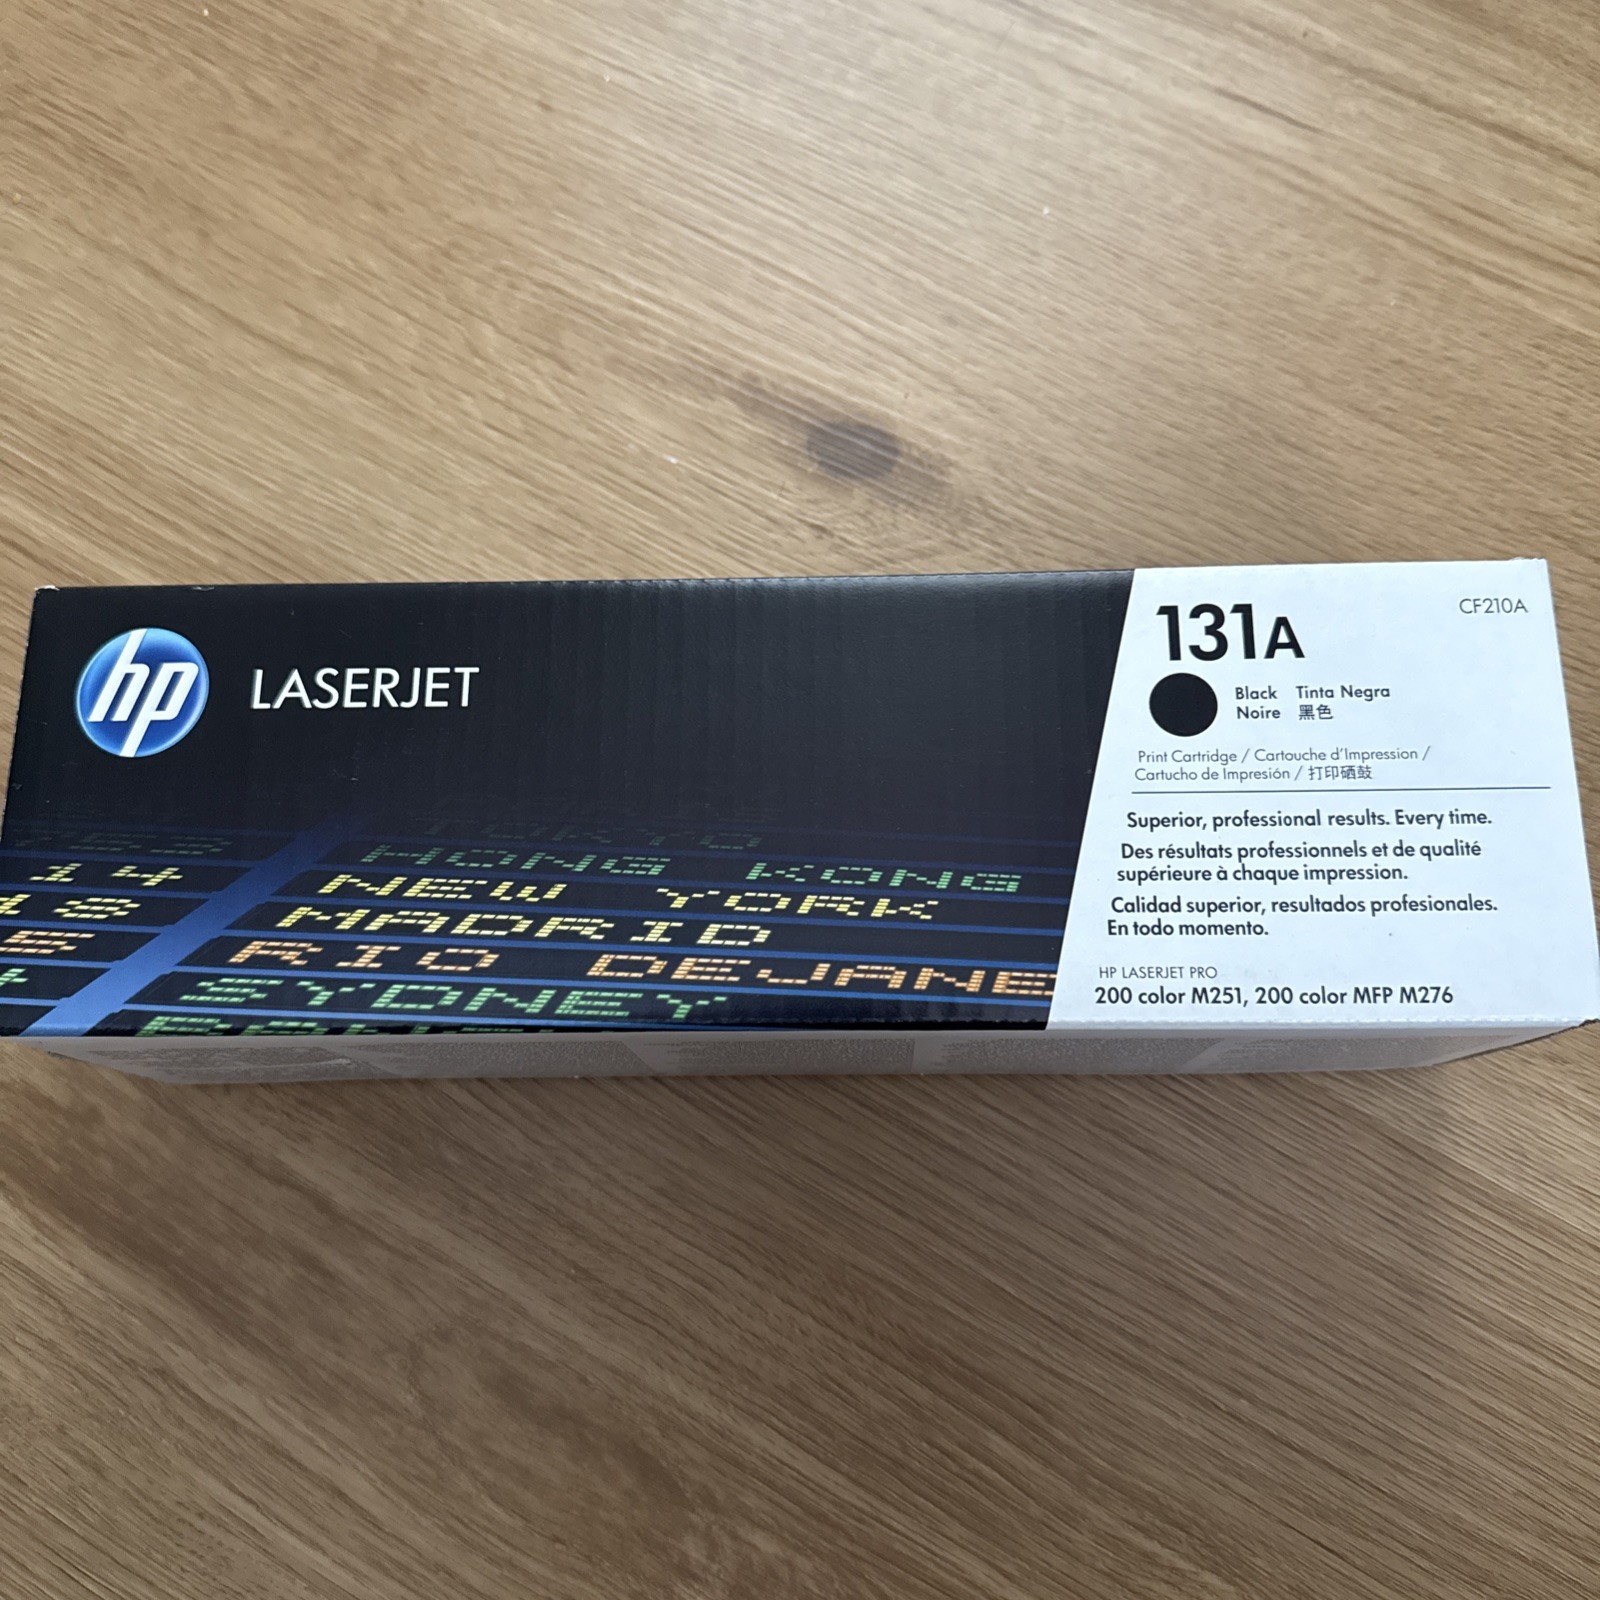 hp
LASERJET
HONG KONG
14
NEW YORK
18
MADRID
RIO DEJANE
SYDNEY
131A
CF210A
Black Tinta Negra
Noire 黑色
Print Cartridge / Cartouche d'Impression /
Cartucho de Impresión / 打印硒鼓
Superior, professional results. Every time.
Des résultats professionnels et de qualité
supérieure à chaque impression.
Calidad superior, resultados profesionales.
En todo momento.
HP LASERJET PRO
200 color M251, 200 color MFP M276